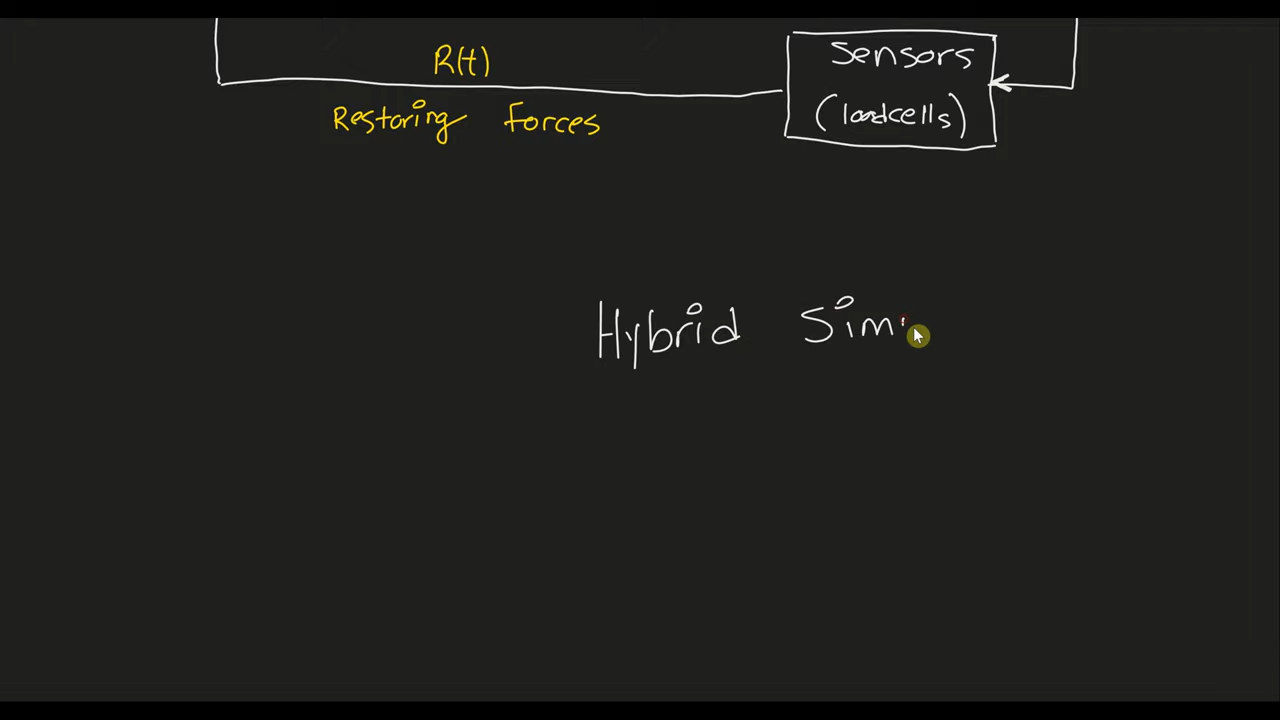 R(t)
Restoring forces
Sensors
(loadcells)
Hybrid Sim